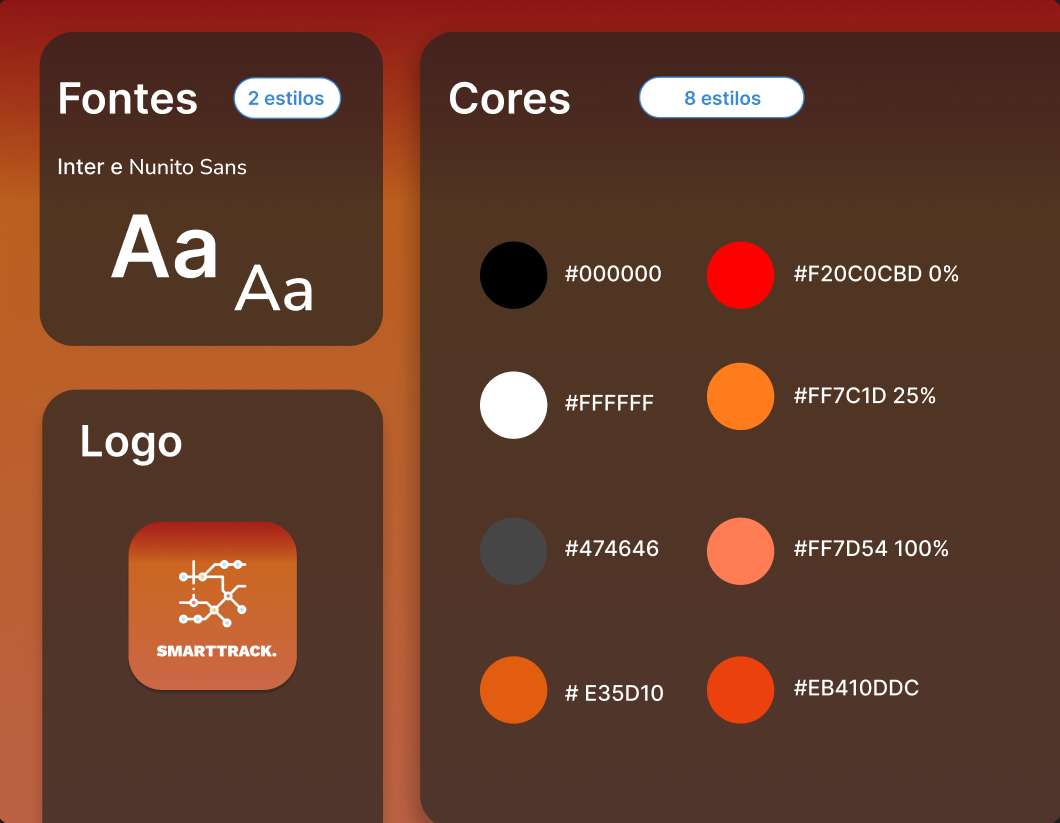 Fontes
2 estilos
Inter e Nunito Sans
Aa
Aa
Logo
SMARTTRACK.
Cores
8 estilos
#000000
#F20C0CBD 0%
#FFFFFF
#FF7C1D 25%
#474646
#FF7D54 100%
# E35D10
#EB410DDC